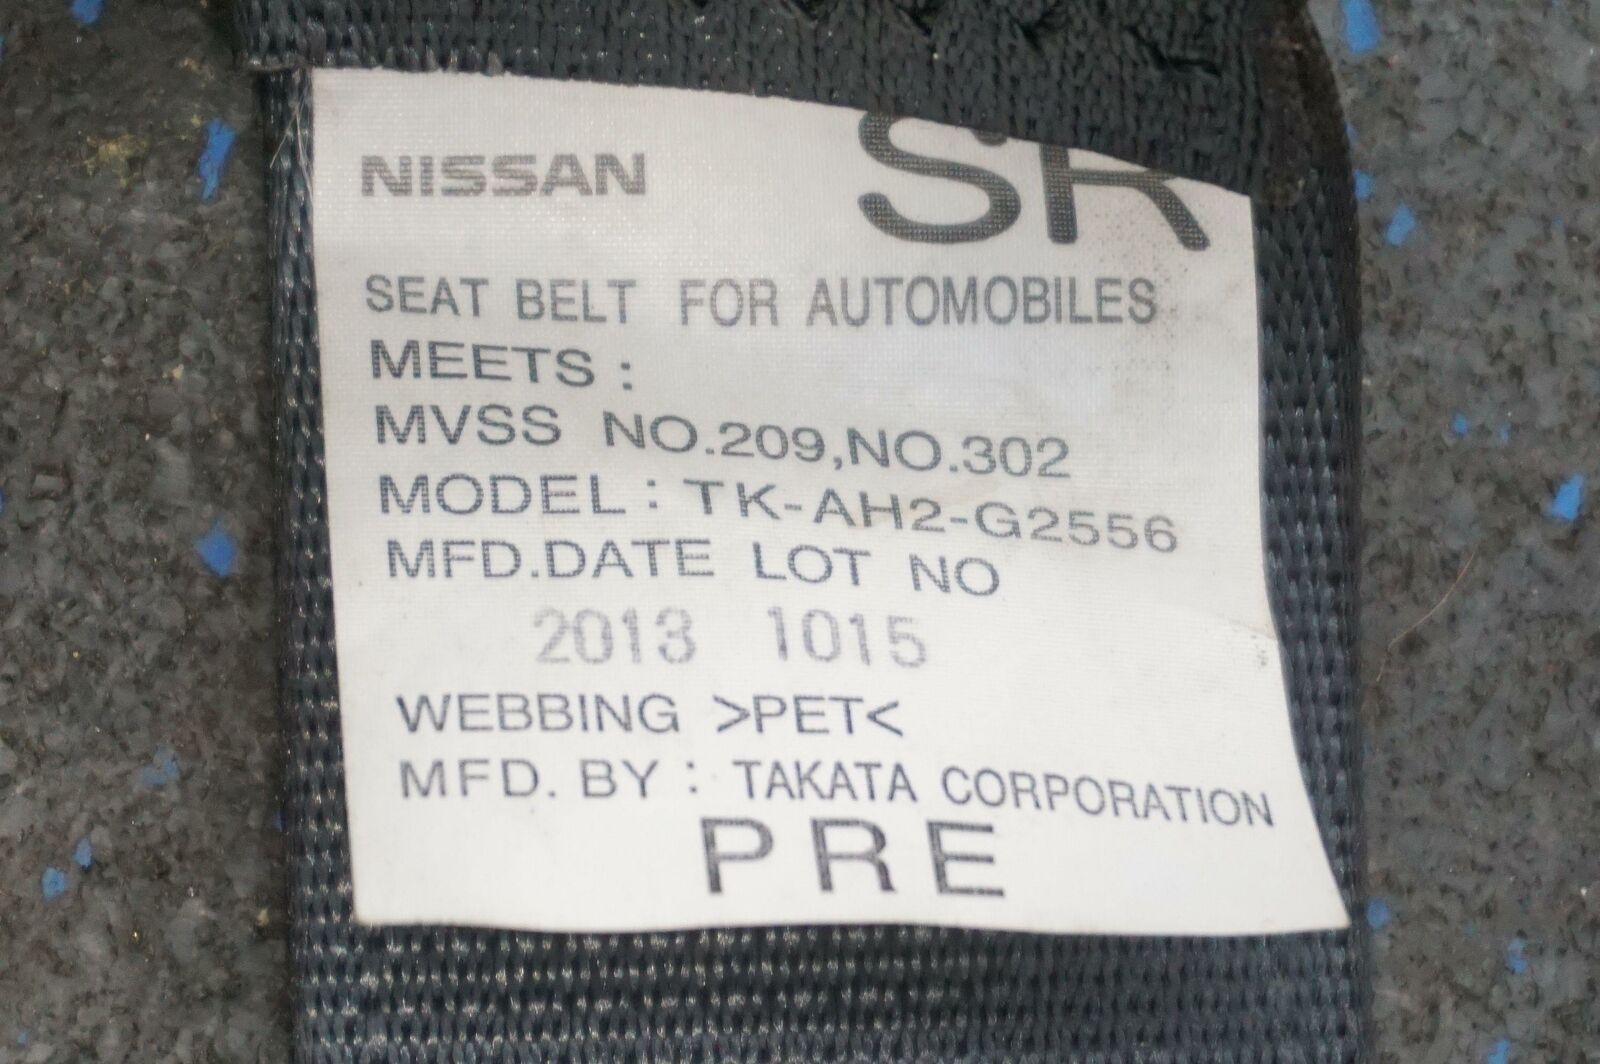 NISSAN SR
SEAT BELT FOR AUTOMOBILES
MEETS :
MVSS NO.209,NO.302
MODEL : TK-AH2-G2556
MFD.DATE LOT NO
2013 1015
WEBBING >PET<
MFD. BY : TAKATA CORPORATION
PRE